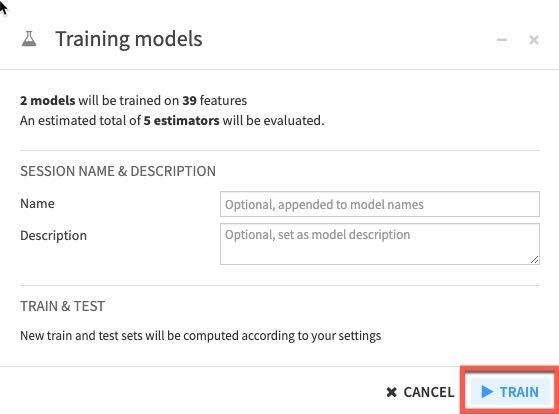 Training models
2 models will be trained on 39 features
An estimated total of 5 estimators will be evaluated.
SESSION NAME & DESCRIPTION
Name
Optional, appended to model names
Description
Optional, set as model description
TRAIN & TEST
New train and test sets will be computed according to your settings
CANCEL TRAIN